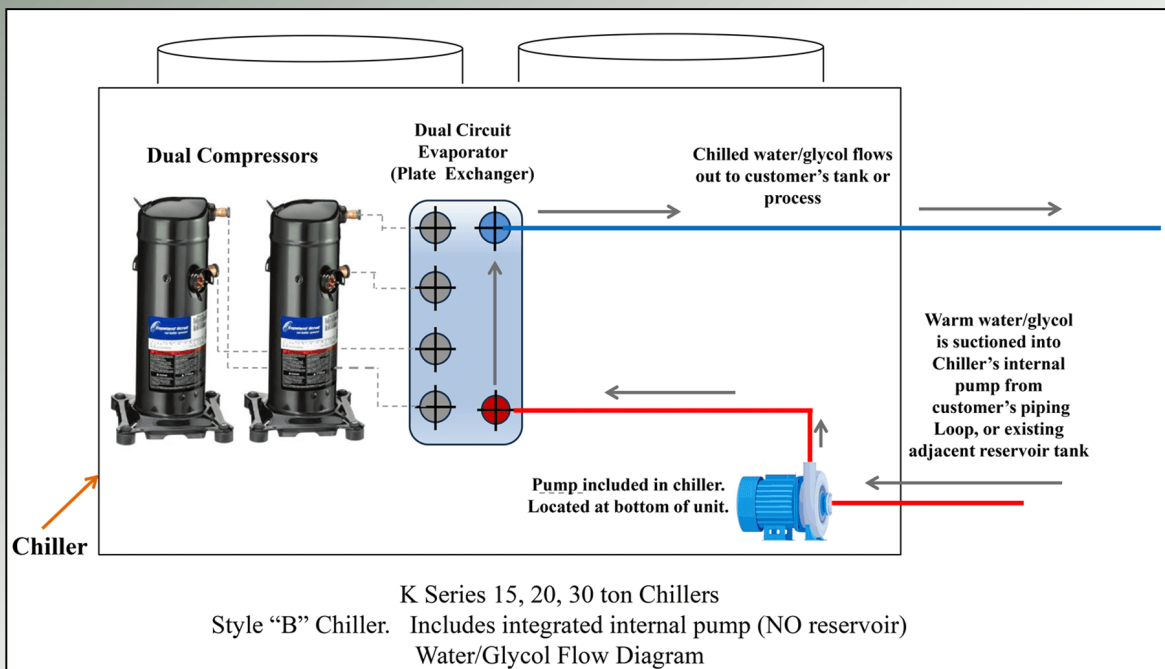 Dual Compressors
Dual Circuit
Evaporator
(Plate Exchanger)
Chilled water/glycol flows
out to customer's tank or
process
Warm water/glycol
is suctioned into
Chiller's internal
pump from
customer's piping
Loop, or existing
adjacent reservoir tank
Pump included in chiller.
Located at bottom of unit.
Chiller
K Series 15, 20, 30 ton Chillers
Style “B” Chiller. Includes integrated internal pump (NO reservoir)
Water/Glycol Flow Diagram